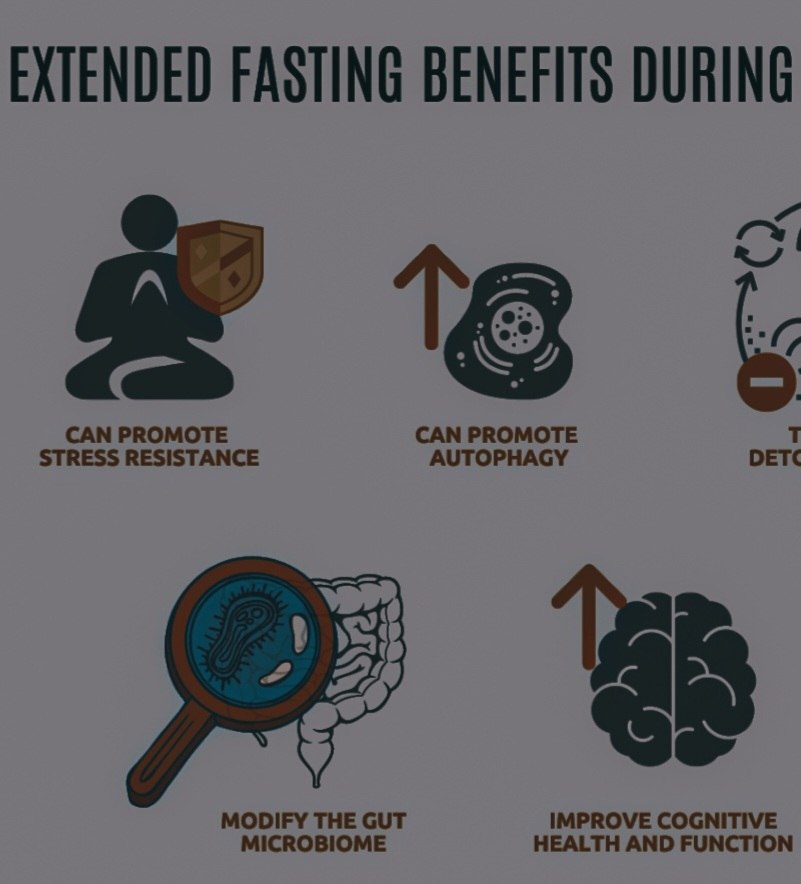 EXTENDED FASTING BENEFITS DURING
CAN PROMOTE
STRESS RESISTANCE
CAN PROMOTE
AUTOPHAGY
MODIFY THE GUT
MICROBIOME
IMPROVE COGNITIVE
HEALTH AND FUNCTION